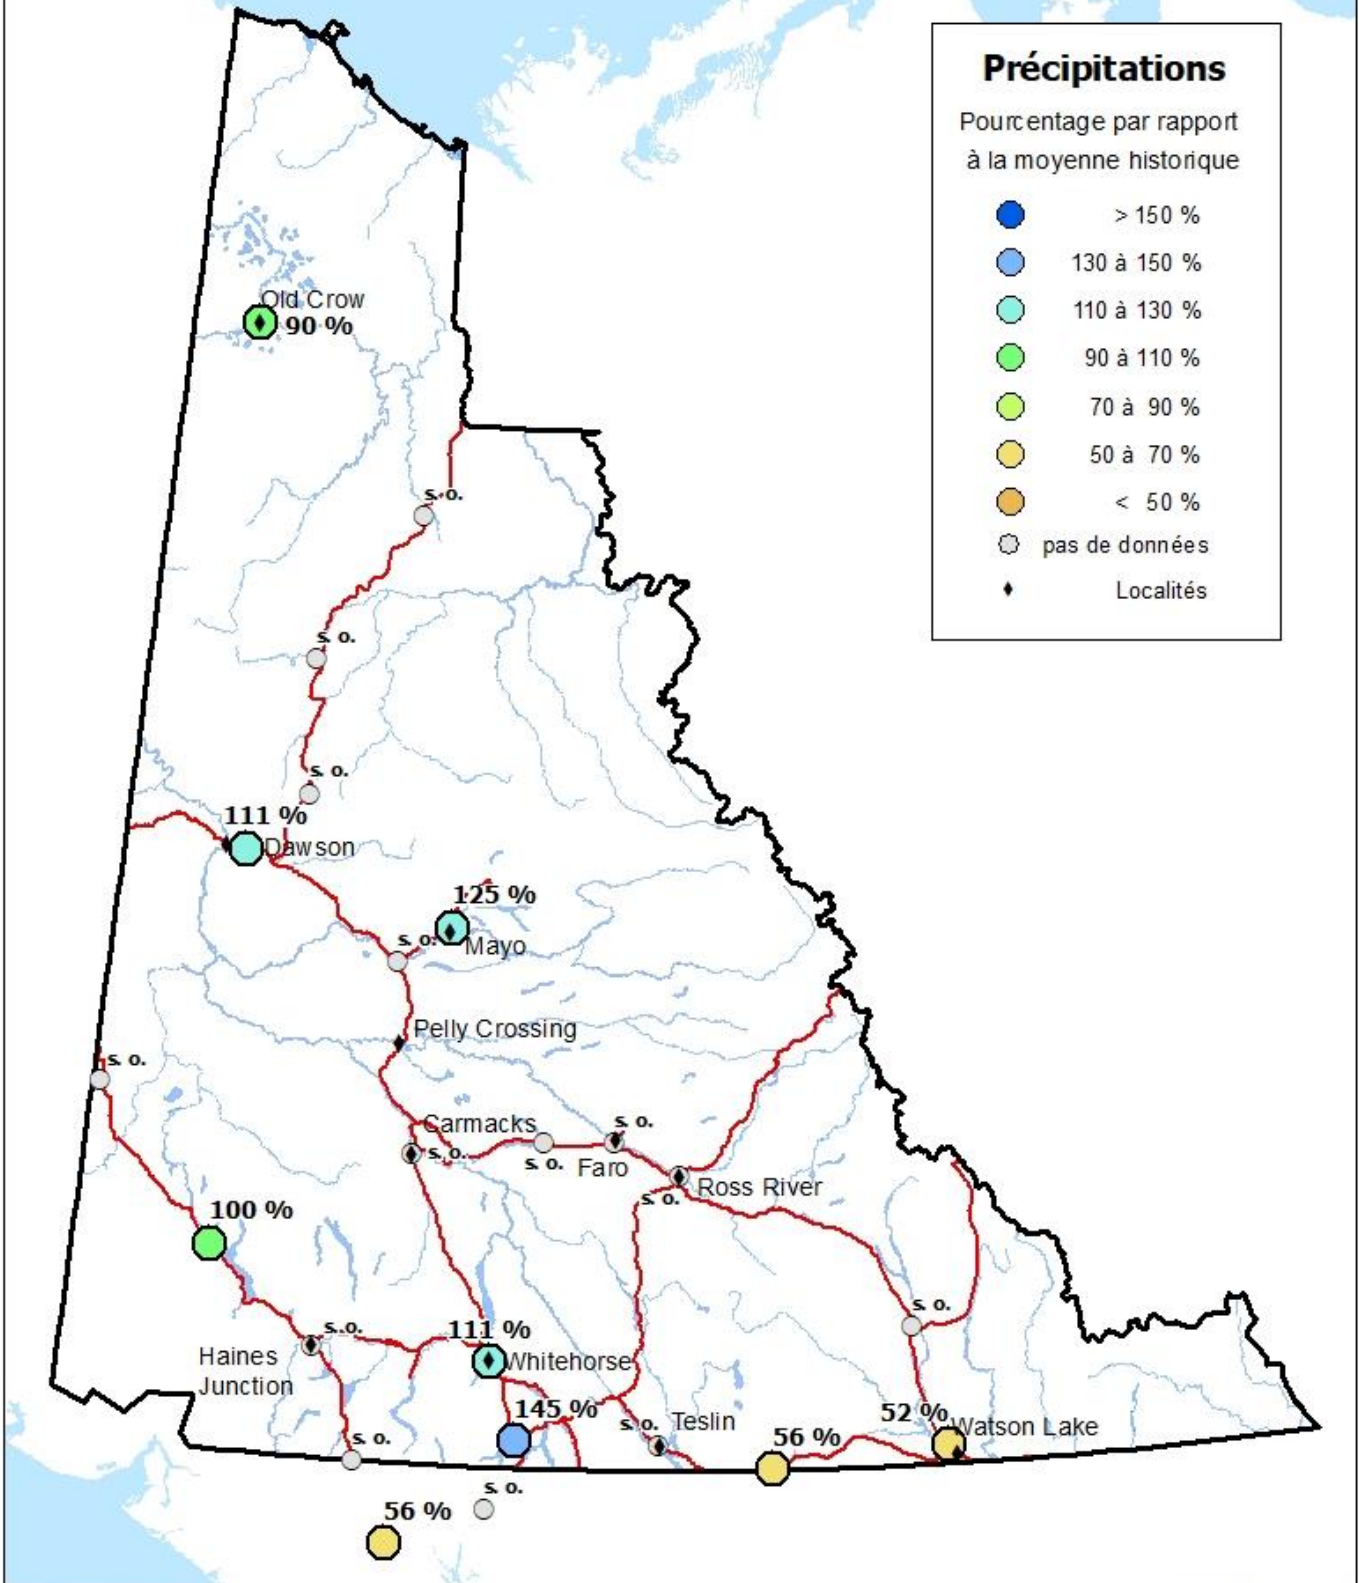 Précipitations
Pourcentage par rapport
à la moyenne historique
> 150 %
130 à 150 %
110 à 130 %
90 à 110 %
70 à 90 %
50 à 70 %
< 50 %
pas de données
Localités
Old Crow
90 %
s. o.
s. o.
s. o.
111 %
Dawson
125 %
s. o.
Mayo
Pelly Crossing
s. o.
Carmacks
s. o.
s. o.
s. o.
Faro
Ross River
s. o.
100 %
s. o.
s. o.
111 %
Haines
Junction
Whitehorse
145 %
s. o.
Teslin
52 %
Watson Lake
56 %
s. o.
s. o.
56 %